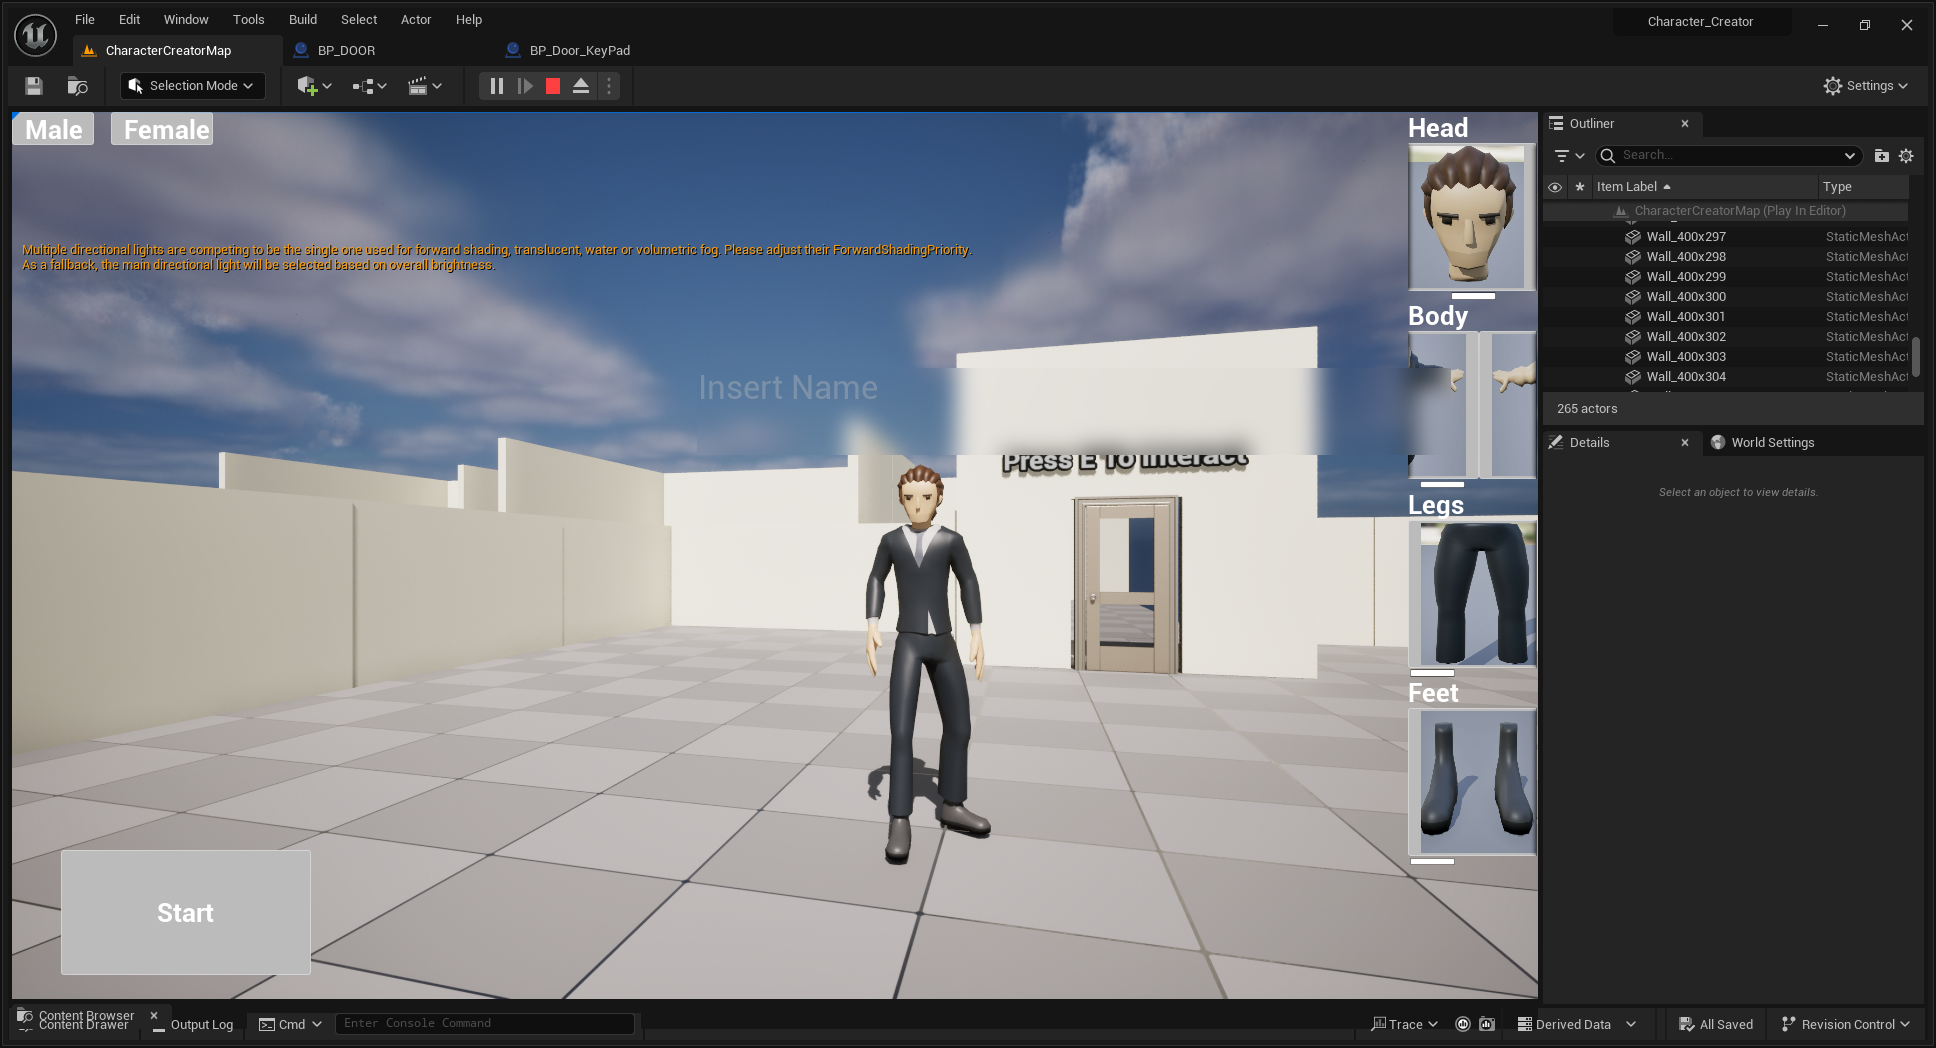 File Edit Window Tools Build Select Actor Help
Character_Creator
CharacterCreatorMap
BP_DOOR
BP_Door_KeyPad
Selection Mode
Settings
Male
Female
Multiple directional lights are competing to be the single one used for forward shading, translucent, water or volumetric fog. Please adjust their ForwardShadingPriority.
As a fallback, the main directional light will be selected based on overall brightness.
Insert Name
Press E To Interact
Start
Head
Body
Legs
Feet
Outliner
Search...
Item Label
Type
CharacterCreatorMap (Play In Editor)
Wall_400x297 StaticMeshAct
Wall_400x298 StaticMeshAct
Wall_400x299 StaticMeshAct
Wall_400x300 StaticMeshAct
Wall_400x301 StaticMeshAct
Wall_400x302 StaticMeshAct
Wall_400x303 StaticMeshAct
Wall_400x304 StaticMeshAct
265 actors
Details
World Settings
Select an object to view details.
Content Browser
Content Drawer
Output Log
Cmd
Enter Console Command
Trace
Derived Data
All Saved
Revision Control